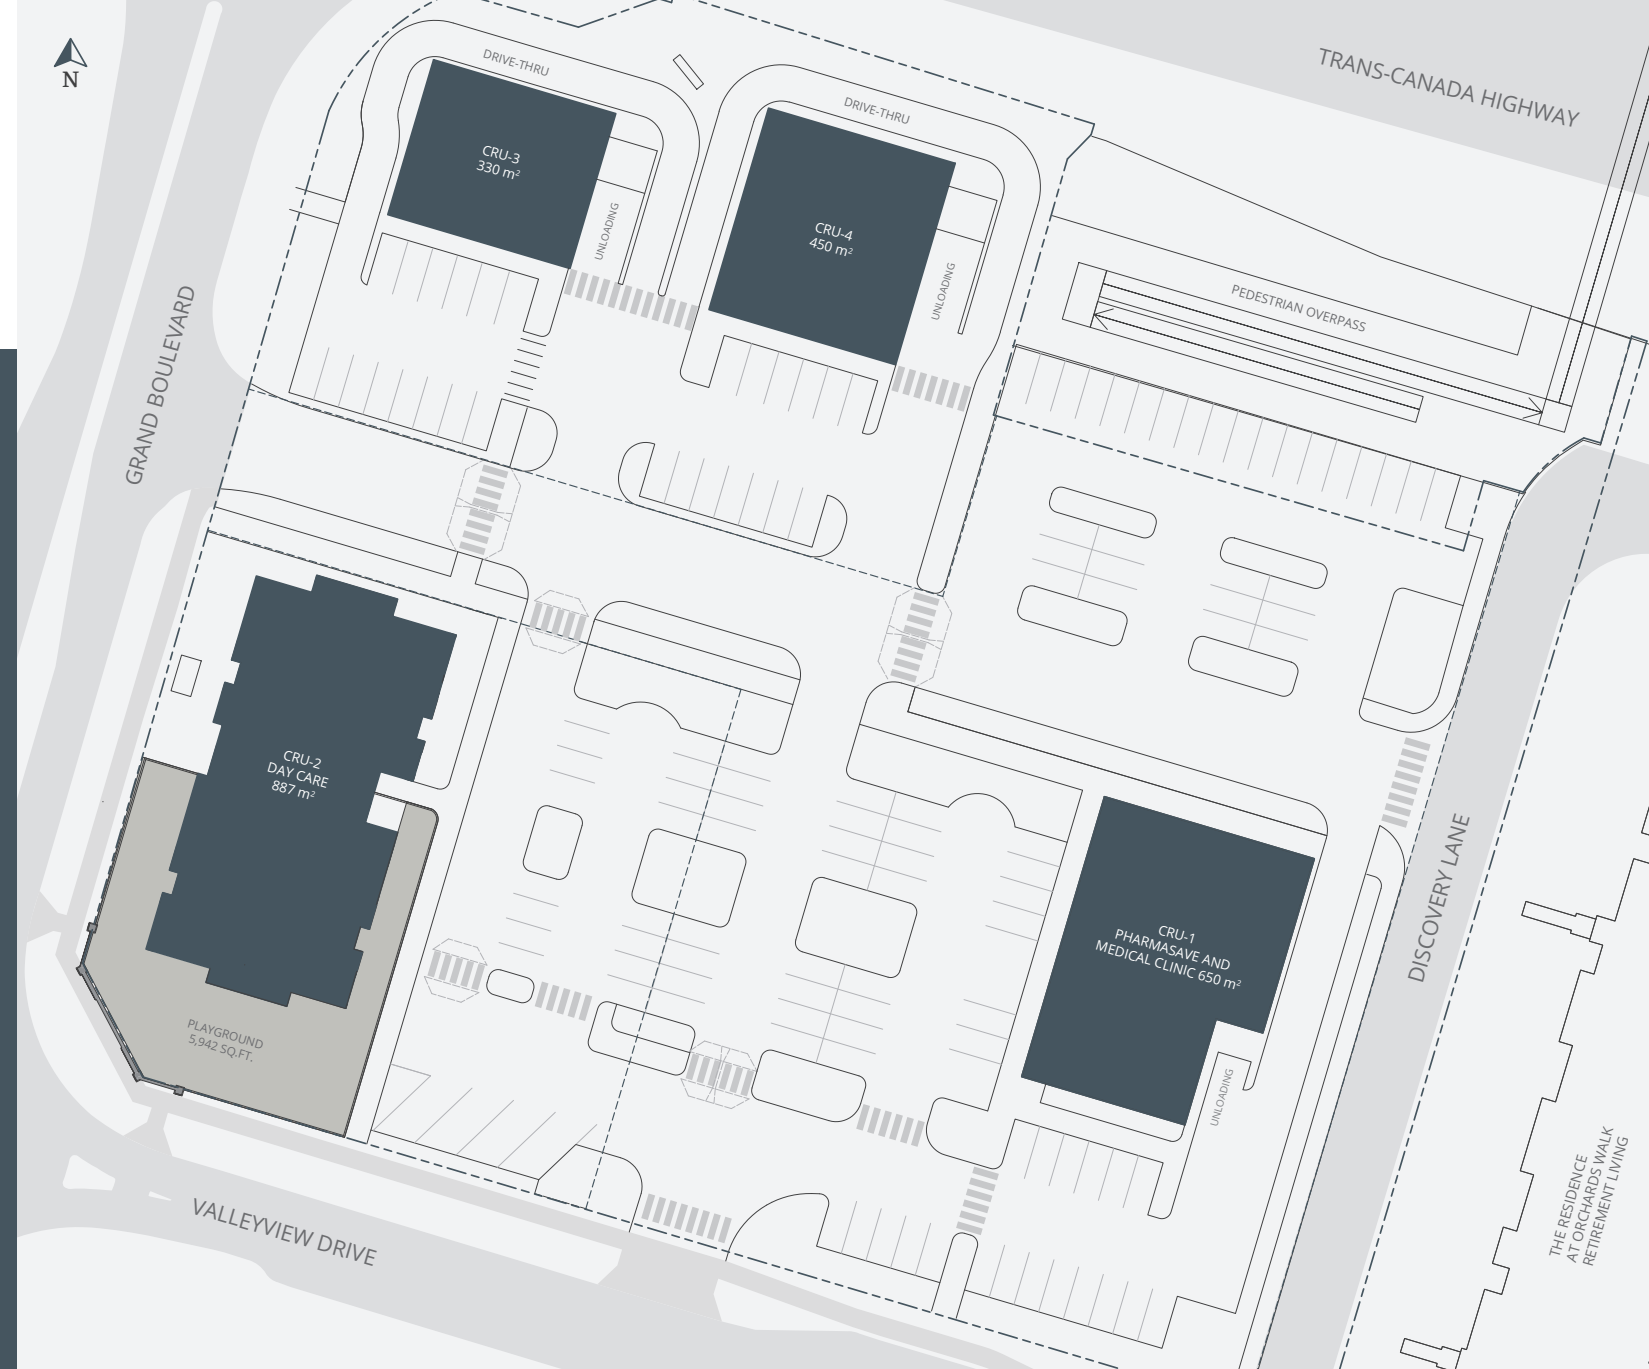 N
DRIVE-THRU
DRIVE-THRU
TRANS-CANADA HIGHWAY
CRU-3
330 m²
UNLOADING
CRU-4
450 m²
UNLOADING
PEDESTRIAN OVERPASS
GRAND BOULEVARD
CRU-2
DAY CARE
887 m²
CRU-1
PHARMASAVE AND
MEDICAL CLINIC 650 m²
DISCOVERY LANE
PLAYGROUND
5,942 SQ.FT.
UNLOADING
THE RESIDENCE
AT ORCHARDS WALK
RETIREMENT LIVING
VALLEYVIEW DRIVE